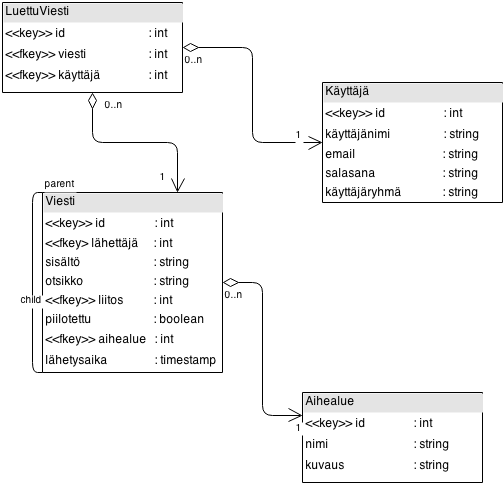 LuettuViesti
<<key>> id : int
<<fkey>> viesti : int
<<fkey>> käyttäjä : int
0..n
0..n
1
Käyttäjä
<<key>> id : int
käyttäjänimi : string
email : string
salasana : string
käyttäjäryhmä : string
1
parent
Viesti
<<key>> id : int
<<fkey> lähettäjä : int
sisältö : string
otsikko : string
child
<<fkey>> liitos : int
piilotettu : boolean
<<fkey>> aihealue : int
lähetysaika : timestamp
0..n
1
Aihealue
<<key>> id : int
nimi : string
kuvaus : string